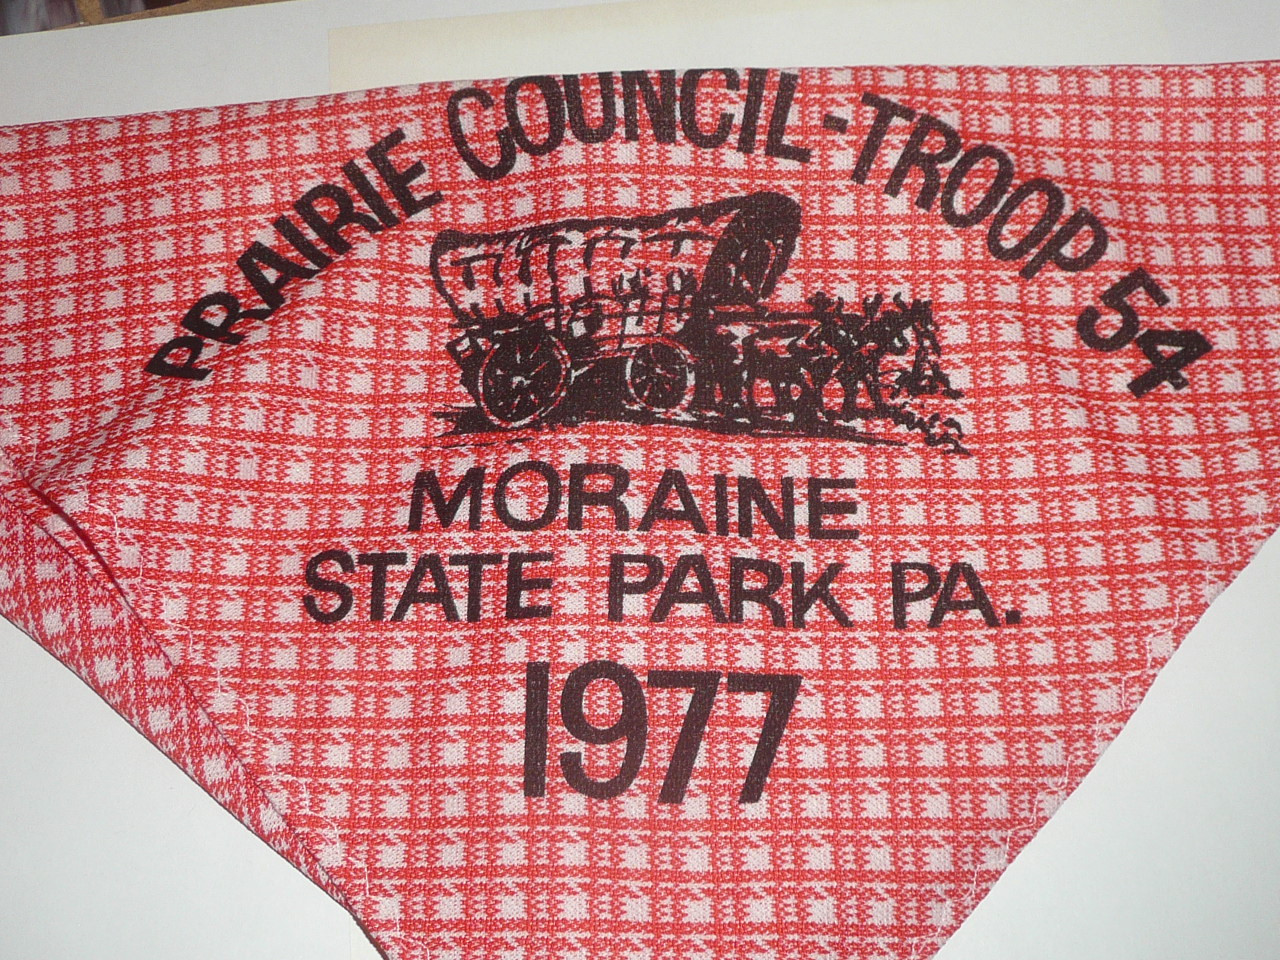 PRAIRIE COUNCIL-TROOP 54
MORAINE
STATE PARK PA.
1977